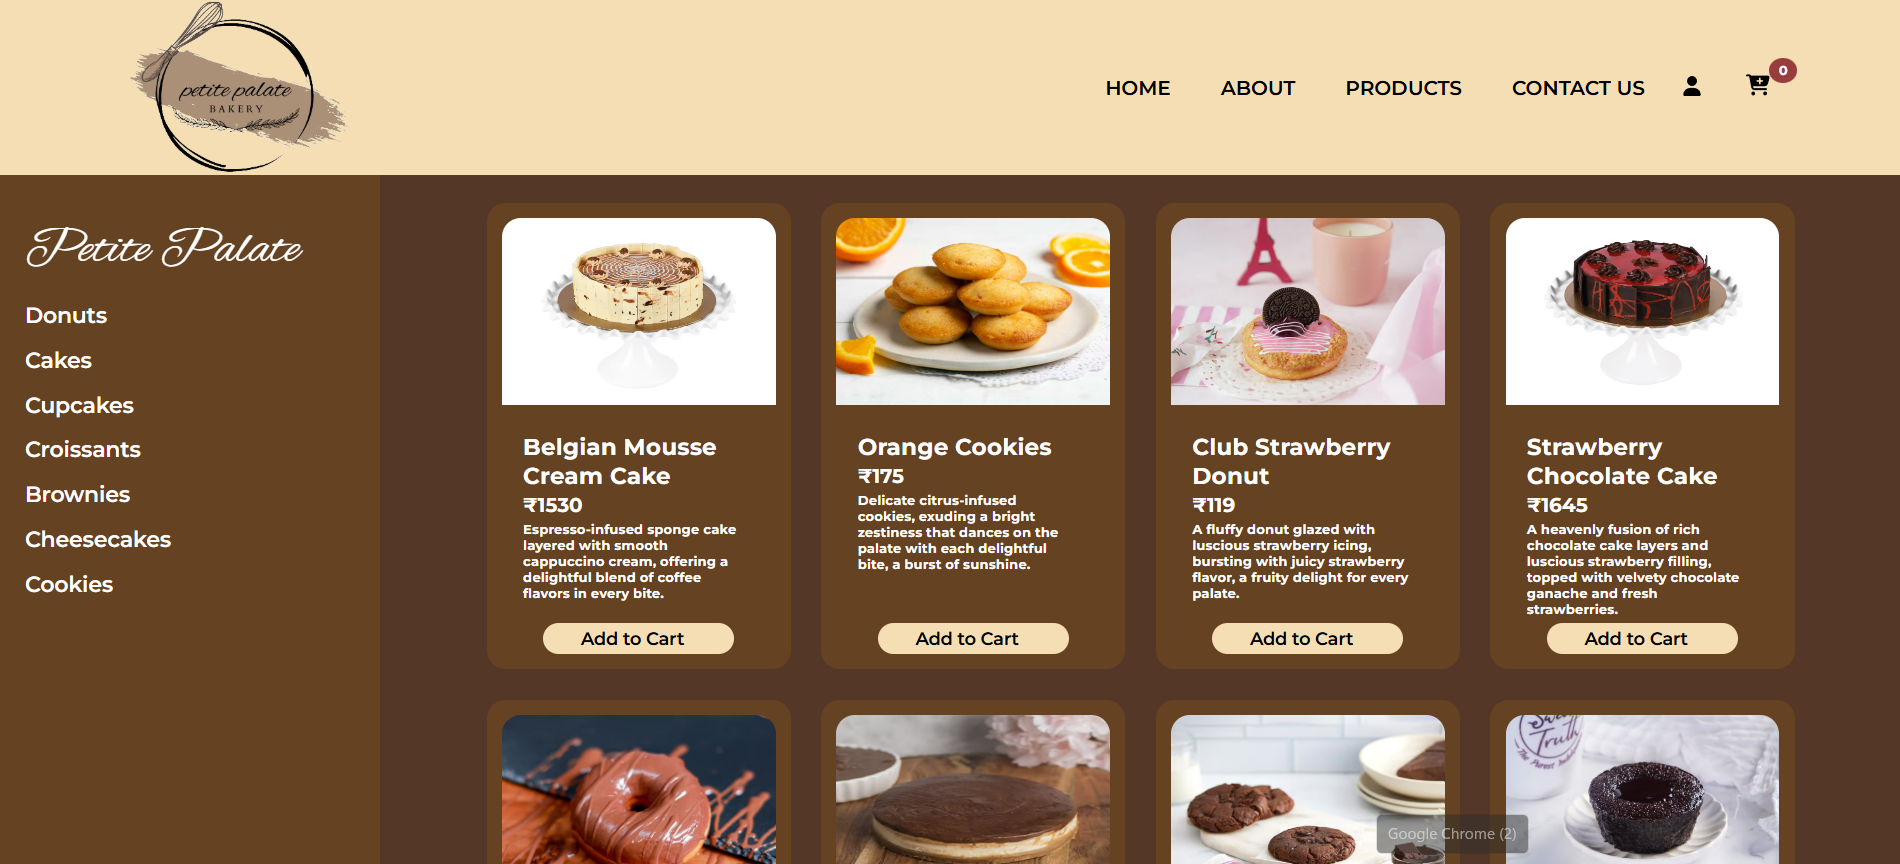 petite palate
BAKERY
HOME
ABOUT
PRODUCTS
CONTACT US
0
Petite Palate
Donuts
Cakes
Cupcakes
Croissants
Brownies
Cheesecakes
Cookies
Belgian Mousse
Cream Cake
₹1530
Espresso-infused sponge cake
layered with smooth
cappuccino cream, offering a
delightful blend of coffee
flavors in every bite.
Add to Cart
Orange Cookies
₹175
Delicate citrus-infused
cookies, exuding a bright
zestiness that dances on the
palate with each delightful
bite, a burst of sunshine.
Add to Cart
Club Strawberry
Donut
₹119
A fluffy donut glazed with
luscious strawberry icing,
bursting with juicy strawberry
flavor, a fruity delight for every
palate.
Add to Cart
Strawberry
Chocolate Cake
₹1645
A heavenly fusion of rich
chocolate cake layers and
luscious strawberry filling,
topped with velvety chocolate
ganache and fresh
strawberries.
Add to Cart
Sweet
Truth
Google Chrome (2)